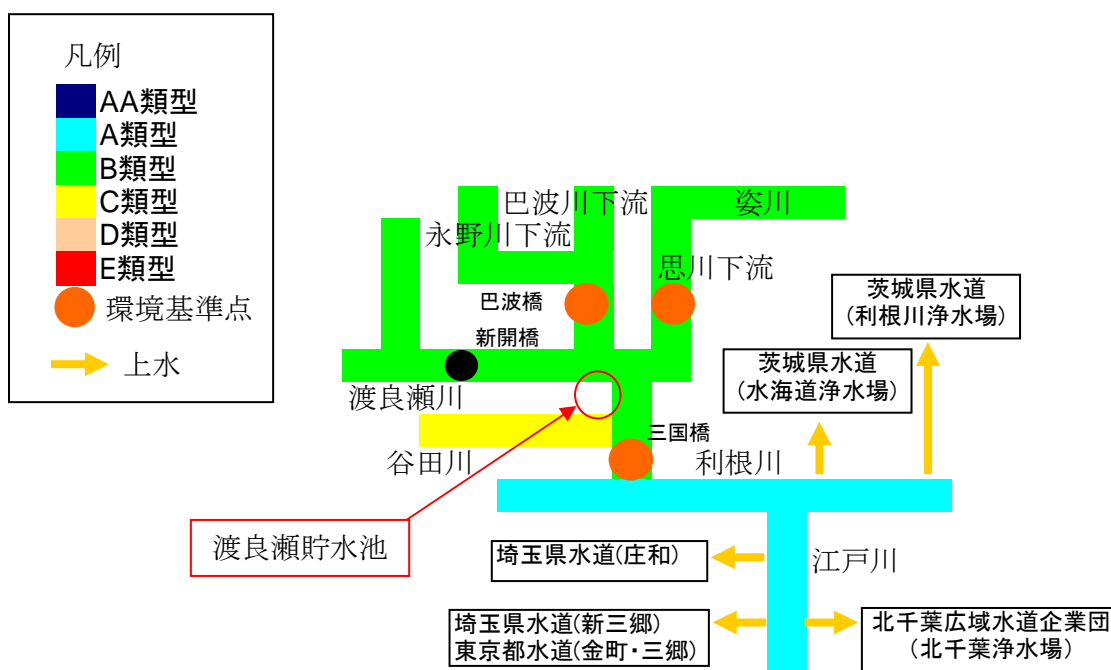 凡例
AA類型
A類型
B類型
C類型
D類型
E類型
環境基準点
上水
巴波川下流
姿川
永野川下流
思川下流
巴波橋
新開橋
渡良瀬川
谷田川
三国橋
利根川
渡良瀬貯水池
江戸川
茨城県水道
(利根川浄水場)
茨城県水道
(水海道浄水場)
埼玉県水道(庄和)
埼玉県水道(新三郷)
東京都水道(金町・三郷)
北千葉広域水道企業団
(北千葉浄水場)